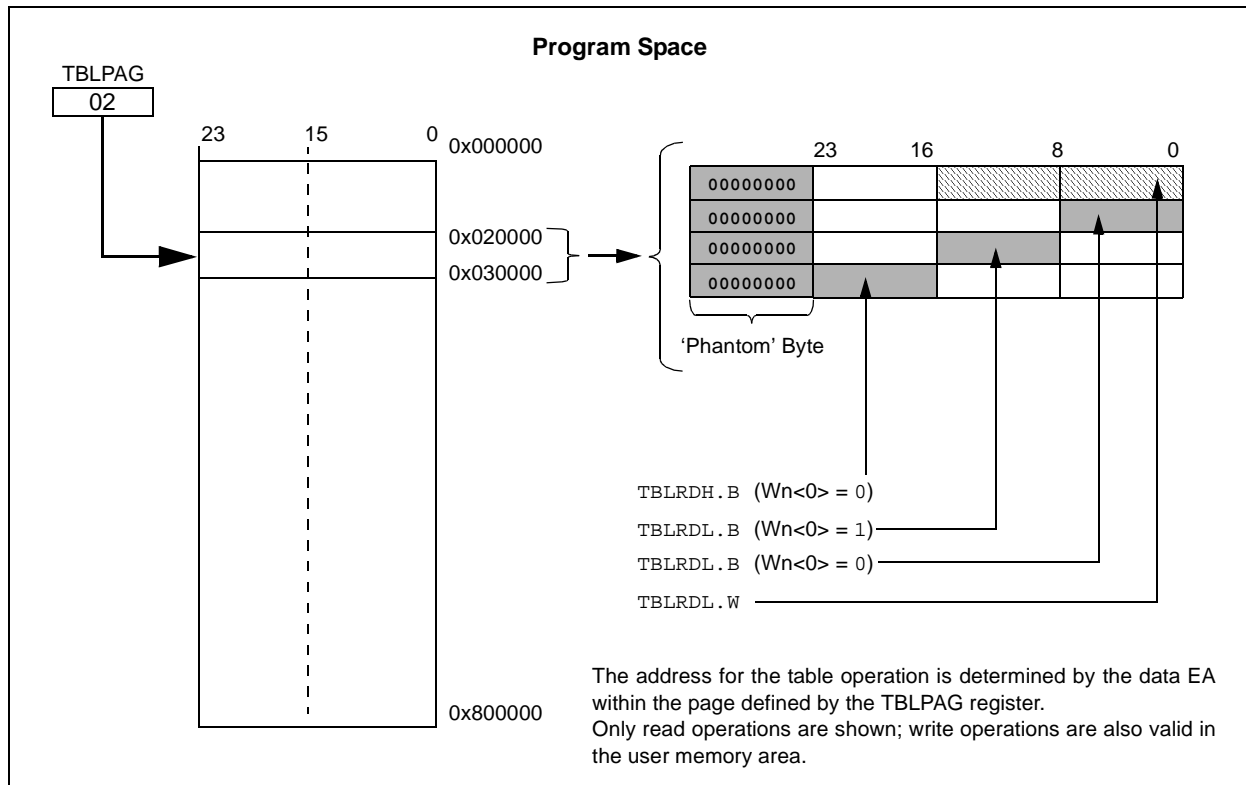 Program Space
TBLPAG
02
23 15 0
0x000000
0x020000
0x030000
0x800000
23 16 8 0
00000000
00000000
00000000
00000000
‘Phantom’ Byte
TBLRDH.B (Wn<0> = 0)
TBLRDL.B (Wn<0> = 1)
TBLRDL.B (Wn<0> = 0)
TBLRDL.W
The address for the table operation is determined by the data EA
within the page defined by the TBLPAG register.
Only read operations are shown; write operations are also valid in
the user memory area.